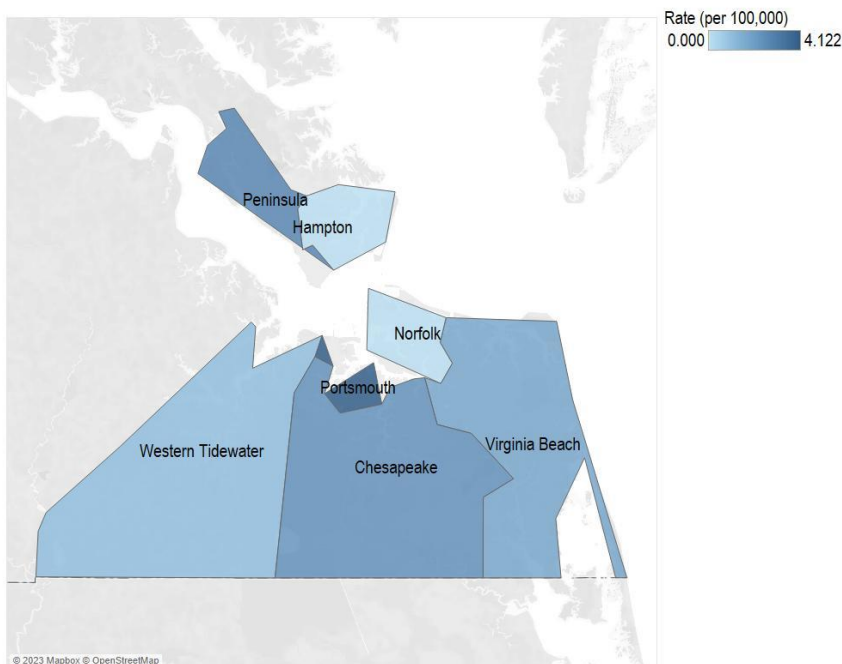 Rate (per 100,000)
0.000 4.122
Peninsula
Hampton
Norfolk
Portsmouth
Western Tidewater
Virginia Beach
Chesapeake
© 2023 Mapbox © OpenStreetMap